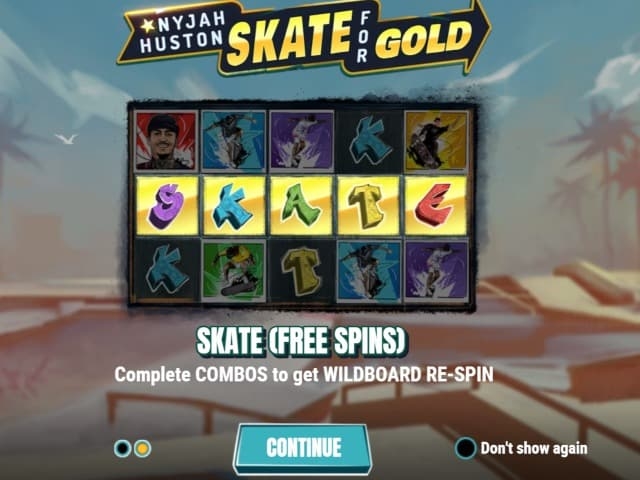 NYJAH
HUSTON
SKATE
FOR
GOLD
K
S K A T E
K T
SKATE (FREE SPINS)
Complete COMBOS to get WILDBOARD RE-SPIN
CONTINUE
Don't show again